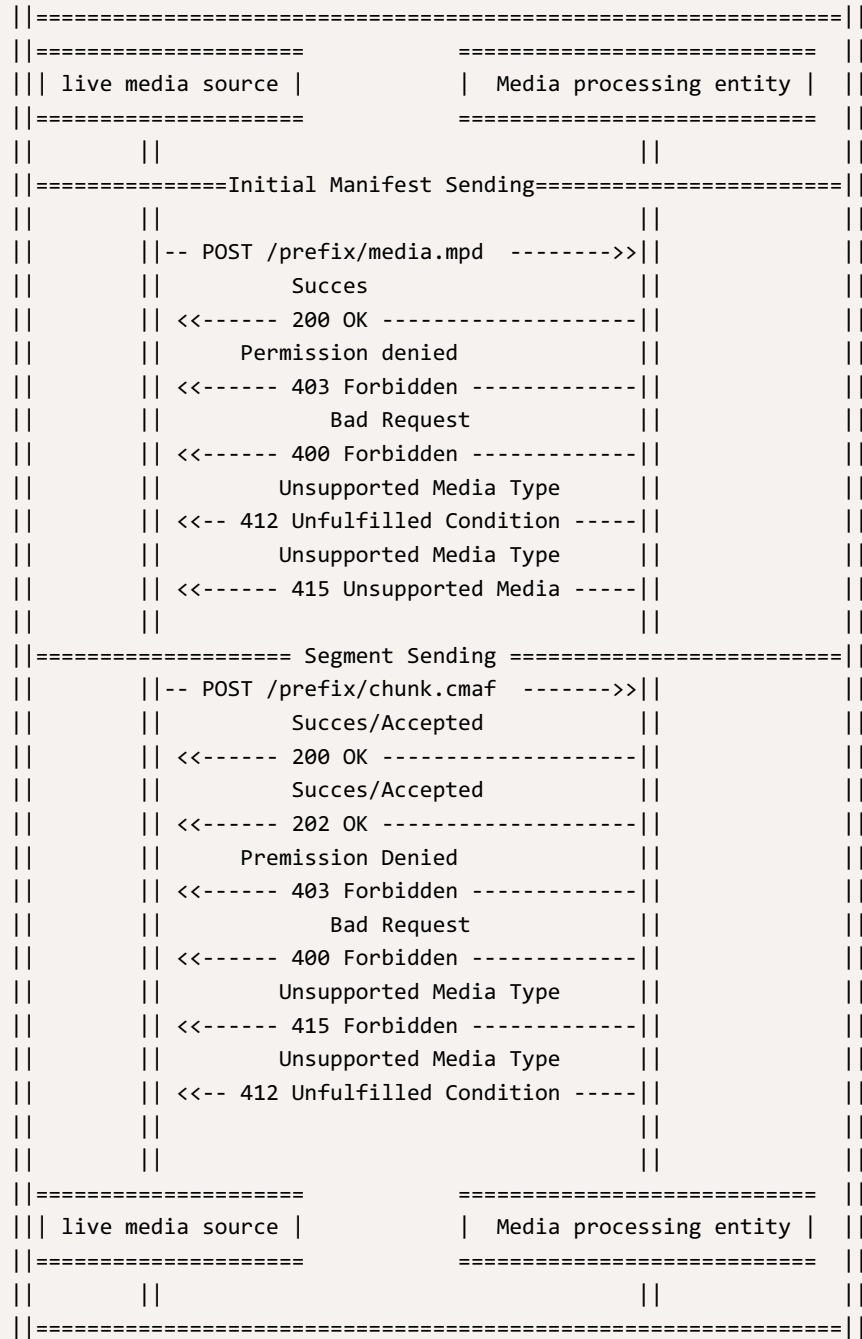 ||===============================================================||
||=====================            ============================  ||
||| live media source |            |  Media processing entity |  ||
||=====================            ============================  ||
||        ||                                     ||              ||
||===============Initial Manifest Sending========================||
||        ||                                     ||              ||
||        ||-- POST /prefix/media.mpd  -------->>||              ||
||        ||          Succes                     ||              ||
||        || <<------ 200 OK --------------------||              ||
||        ||      Permission denied              ||              ||
||        || <<------ 403 Forbidden -------------||              ||
||        ||             Bad Request             ||              ||
||        || <<------ 400 Forbidden -------------||              ||
||        ||         Unsupported Media Type      ||              ||
||        || <<-- 412 Unfulfilled Condition -----||              ||
||        ||         Unsupported Media Type      ||              ||
||        || <<------ 415 Unsupported Media -----||              ||
||        ||                                     ||              ||
||==================== Segment Sending ==========================||
||        ||-- POST /prefix/chunk.cmaf  ------->>||              ||
||        ||          Succes/Accepted            ||              ||
||        || <<------ 200 OK --------------------||              ||
||        ||          Succes/Accepted            ||              ||
||        || <<------ 202 OK --------------------||              ||
||        ||      Premission Denied              ||              ||
||        || <<------ 403 Forbidden -------------||              ||
||        ||             Bad Request             ||              ||
||        || <<------ 400 Forbidden -------------||              ||
||        ||         Unsupported Media Type      ||              ||
||        || <<------ 415 Forbidden -------------||              ||
||        ||         Unsupported Media Type      ||              ||
||        || <<-- 412 Unfulfilled Condition -----||              ||
||        ||                                     ||              ||
||        ||                                     ||              ||
||=====================            ============================  ||
||| live media source |            |  Media processing entity |  ||
||=====================            ============================  ||
||        ||                                     ||              ||
||===============================================================||